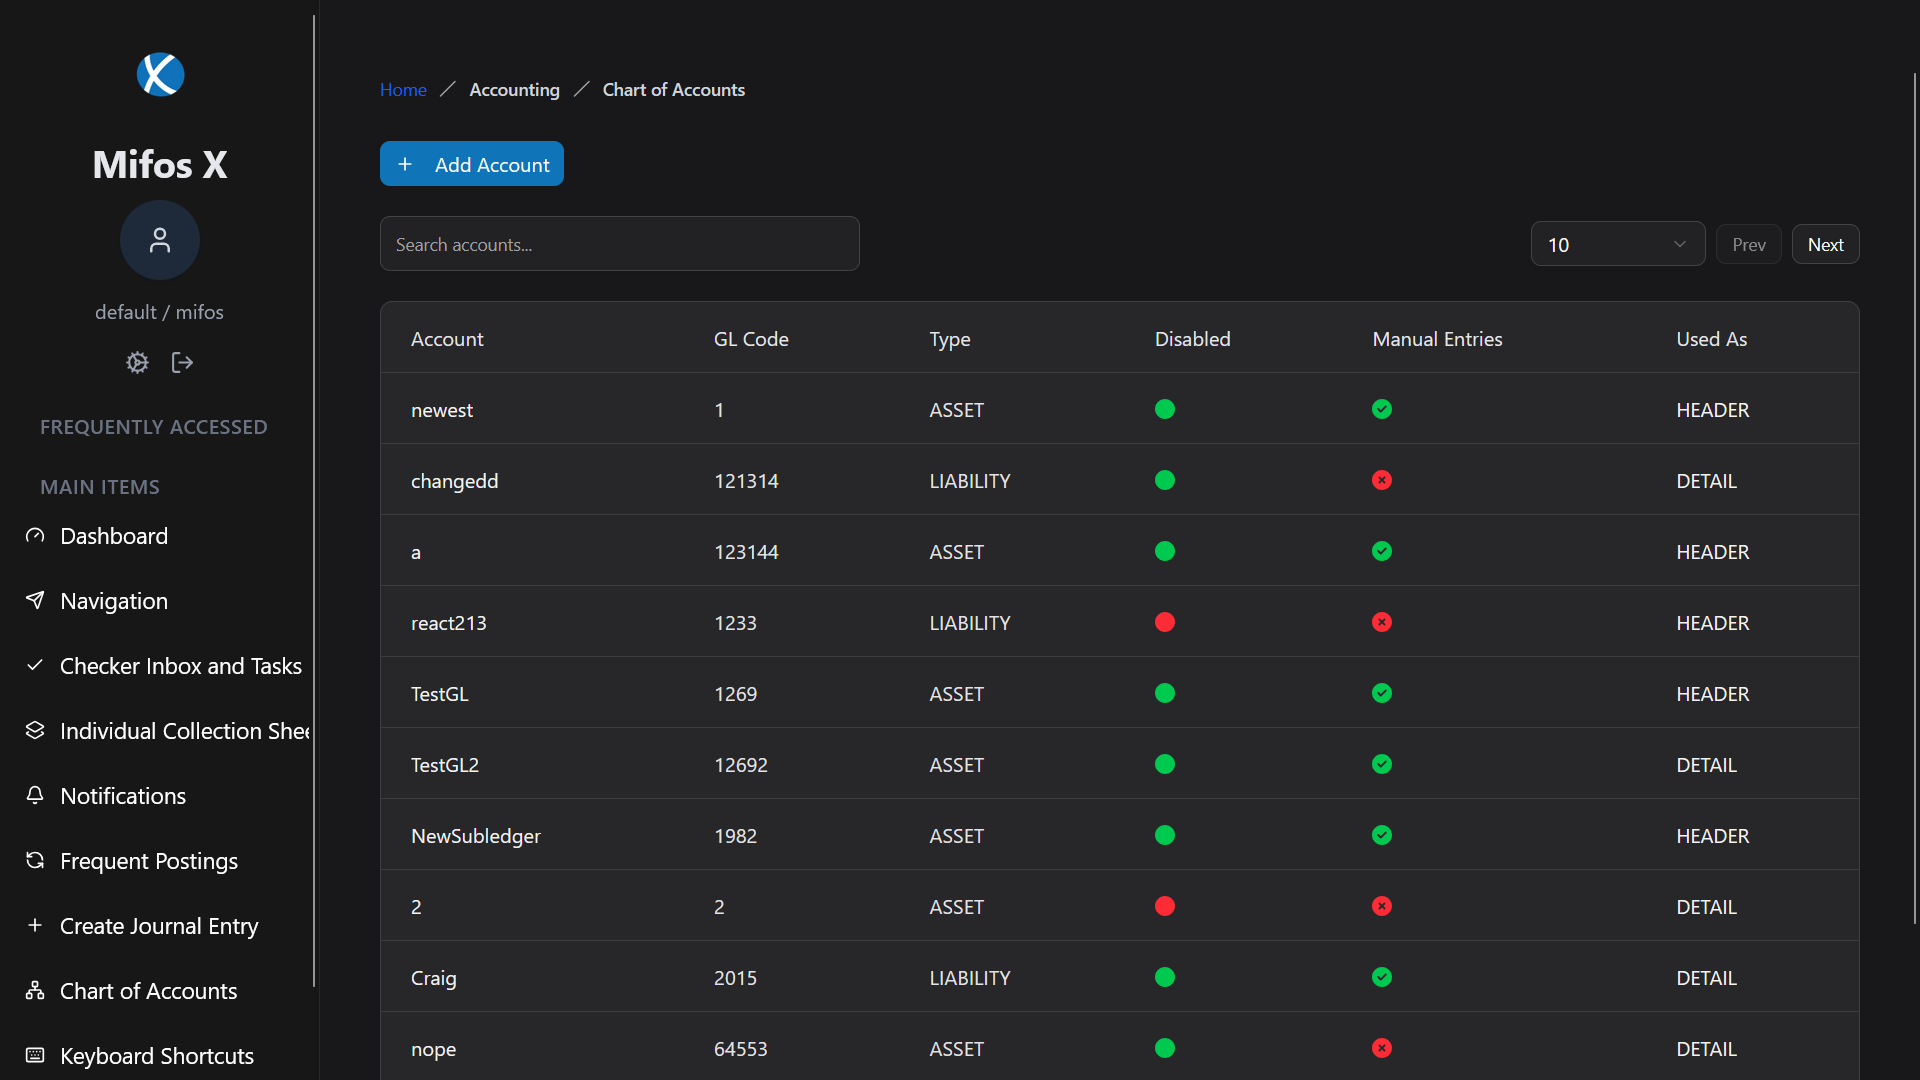 Mifos X
default / mifos
FREQUENTLY ACCESSED
MAIN ITEMS
Dashboard
Navigation
Checker Inbox and Tasks
Individual Collection Shee
Notifications
Frequent Postings
Create Journal Entry
Chart of Accounts
Keyboard Shortcuts
Home / Accounting / Chart of Accounts
+ Add Account
Search accounts...
10 Prev Next
Account GL Code Type Disabled Manual Entries Used As
newest 1 ASSET HEADER
changedd 121314 LIABILITY DETAIL
a 123144 ASSET HEADER
react213 1233 LIABILITY HEADER
TestGL 1269 ASSET HEADER
TestGL2 12692 ASSET DETAIL
NewSubledger 1982 ASSET HEADER
2 2 ASSET DETAIL
Craig 2015 LIABILITY DETAIL
nope 64553 ASSET DETAIL